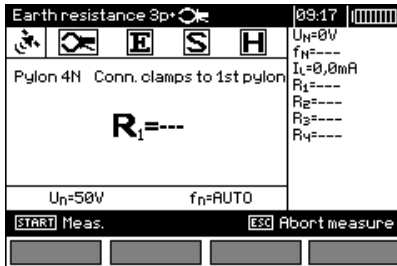 Earth resistance 3p+ 09:17
E S H
Pylon 4N Conn. clamps to 1st pylon
R₁=---
Un=50V fn=AUTO
UN=0V
fN=---
IL=0,0mA
R1=---
R2=---
R3=---
R4=---
START Meas. ESC Abort measure